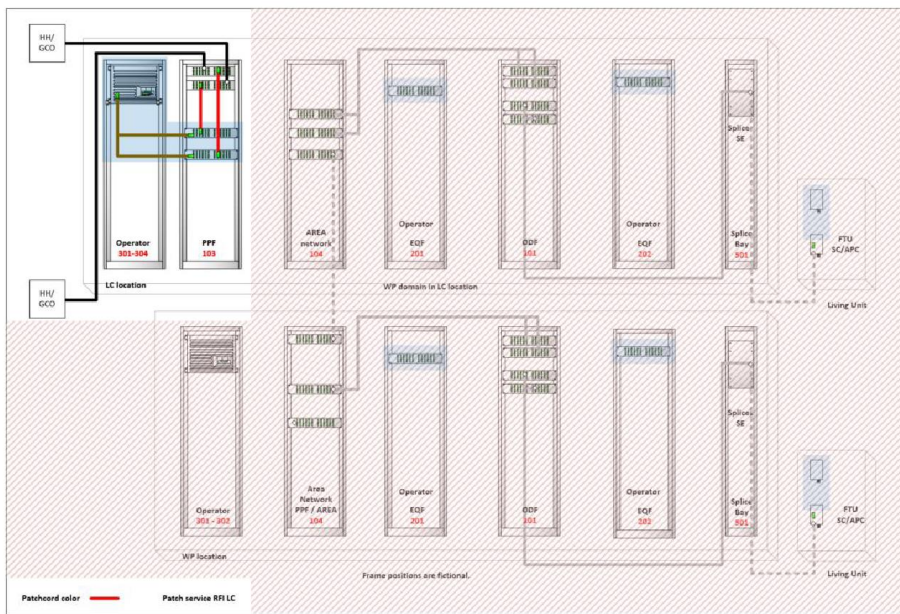 HH/
GCO
Operator
301-304
PPF
103
AREA
network
104
Operator
EQF
201
ODF
101
Operator
EQF
202
Splices
SE
Splice
Bay
501
FTU
SC/APC
HH/
GCO
LC location
WP domain in LC location
Living Unit
Operator
301 - 302
Area
Network
PPF / AREA
104
Operator
EQF
201
ODF
101
Operator
EQF
202
Splices
SE
Splice
Bay
501
FTU
SC/APC
WP location
Frame positions are fictional.
Living Unit
Patchcord color
Patch service RFI LC